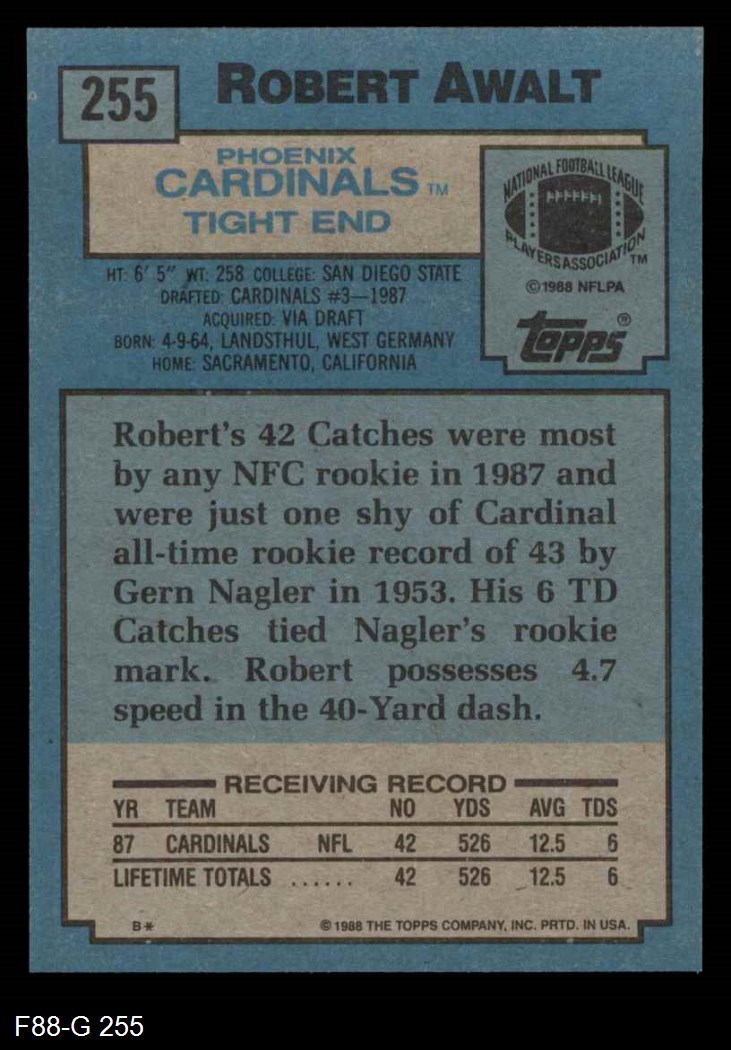 255
ROBERT AWALT
PHOENIX
CARDINALS™
TIGHT END
NATIONAL FOOTBALL LEAGUE
PLAYERS ASSOCIATION™
©1988 NFLPA
topps®
HT: 6' 5" WT: 258 COLLEGE: SAN DIEGO STATE
DRAFTED: CARDINALS #3—1987
ACQUIRED: VIA DRAFT
BORN: 4-9-64, LANDSTHUL, WEST GERMANY
HOME: SACRAMENTO, CALIFORNIA
Robert's 42 Catches were most
by any NFC rookie in 1987 and
were just one shy of Cardinal
all-time rookie record of 43 by
Gern Nagler in 1953. His 6 TD
Catches tied Nagler's rookie
mark. Robert possesses 4.7
speed in the 40-Yard dash.
RECEIVING RECORD
YR TEAM NO YDS AVG TDS
87 CARDINALS NFL 42 526 12.5 6
LIFETIME TOTALS ...... 42 526 12.5 6
B* ©1988 THE TOPPS COMPANY, INC. PRTD. IN USA.
F88-G 255